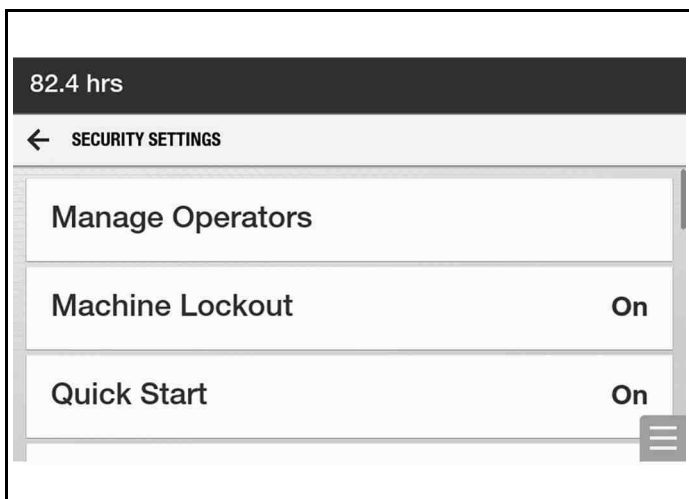 82.4 hrs
SECURITY SETTINGS
Manage Operators
Machine Lockout On
Quick Start On